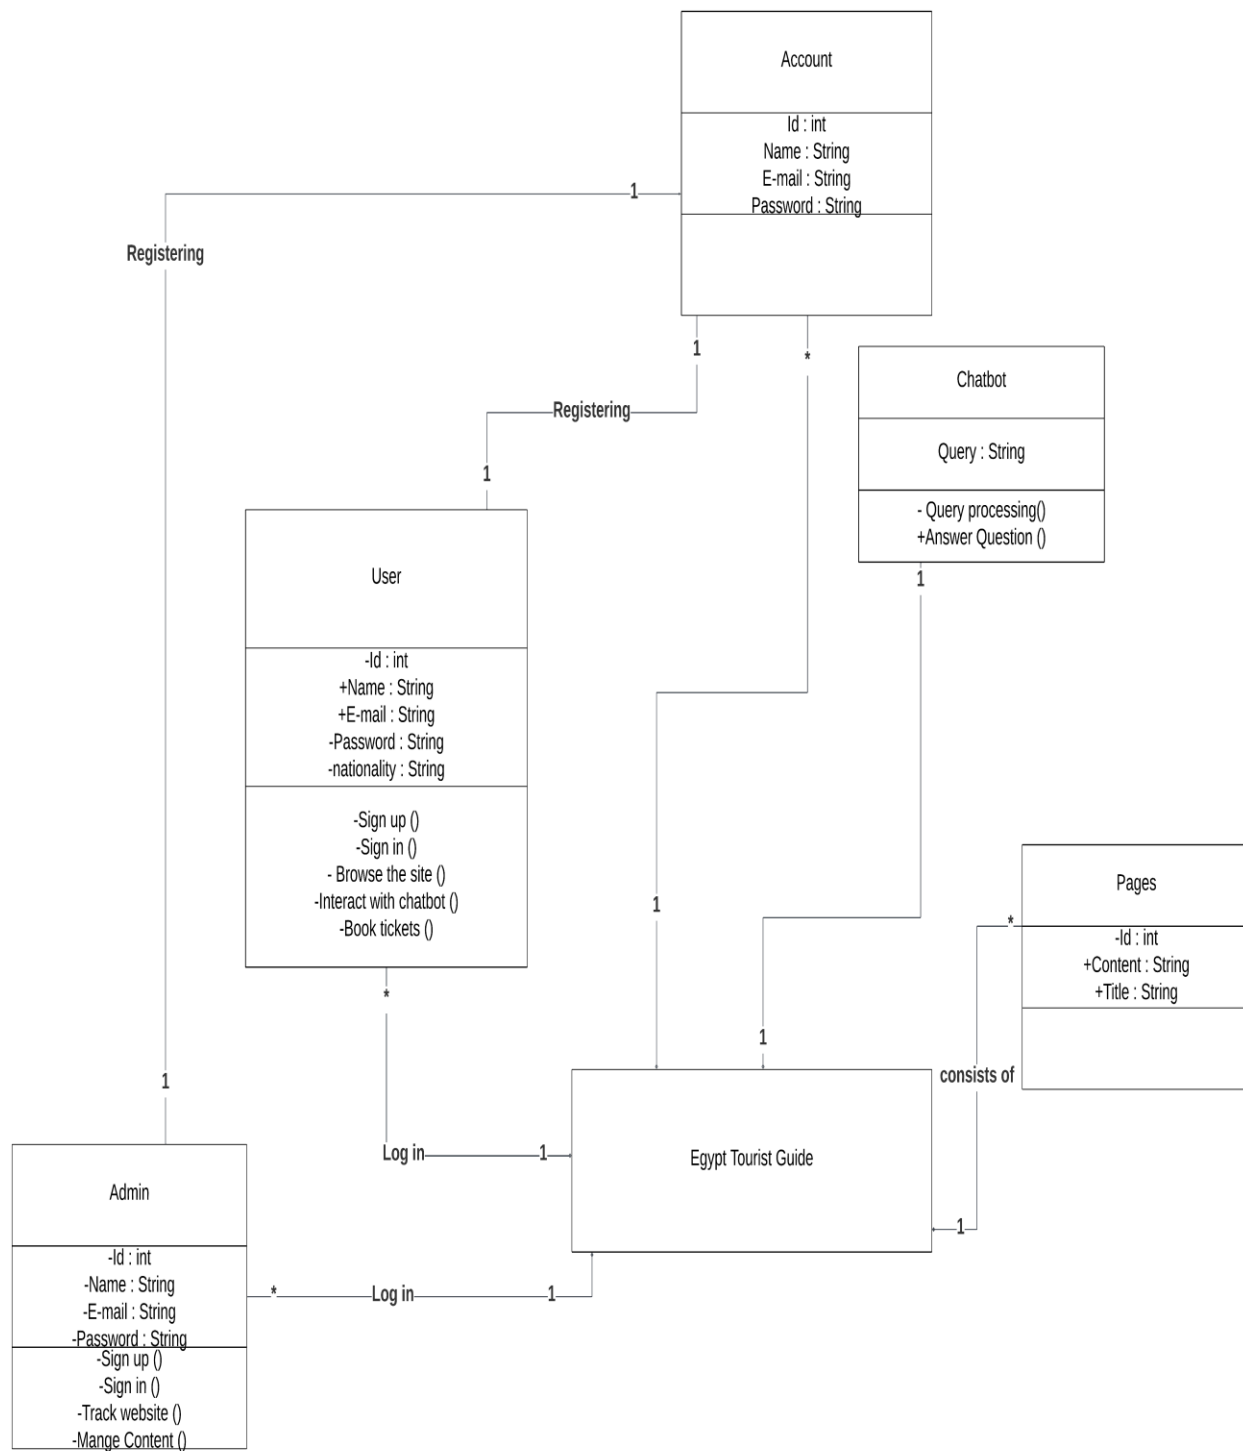 Account
Id : int
Name : String
E-mail : String
Password : String
1
Registering
1
*
Registering
1
Chatbot
Query : String
- Query processing()
+Answer Question ()
1
User
-Id : int
+Name : String
+E-mail : String
-Password : String
-nationality : String
-Sign up ()
-Sign in ()
- Browse the site ()
-Interact with chatbot ()
-Book tickets ()
*
1
1
Pages
-Id : int
+Content : String
+Title : String
*
consists of
1
Egypt Tourist Guide
Log in
1
1
Admin
-Id : int
-Name : String
-E-mail : String
-Password : String
-Sign up ()
-Sign in ()
-Track website ()
-Mange Content ()
*
Log in
1